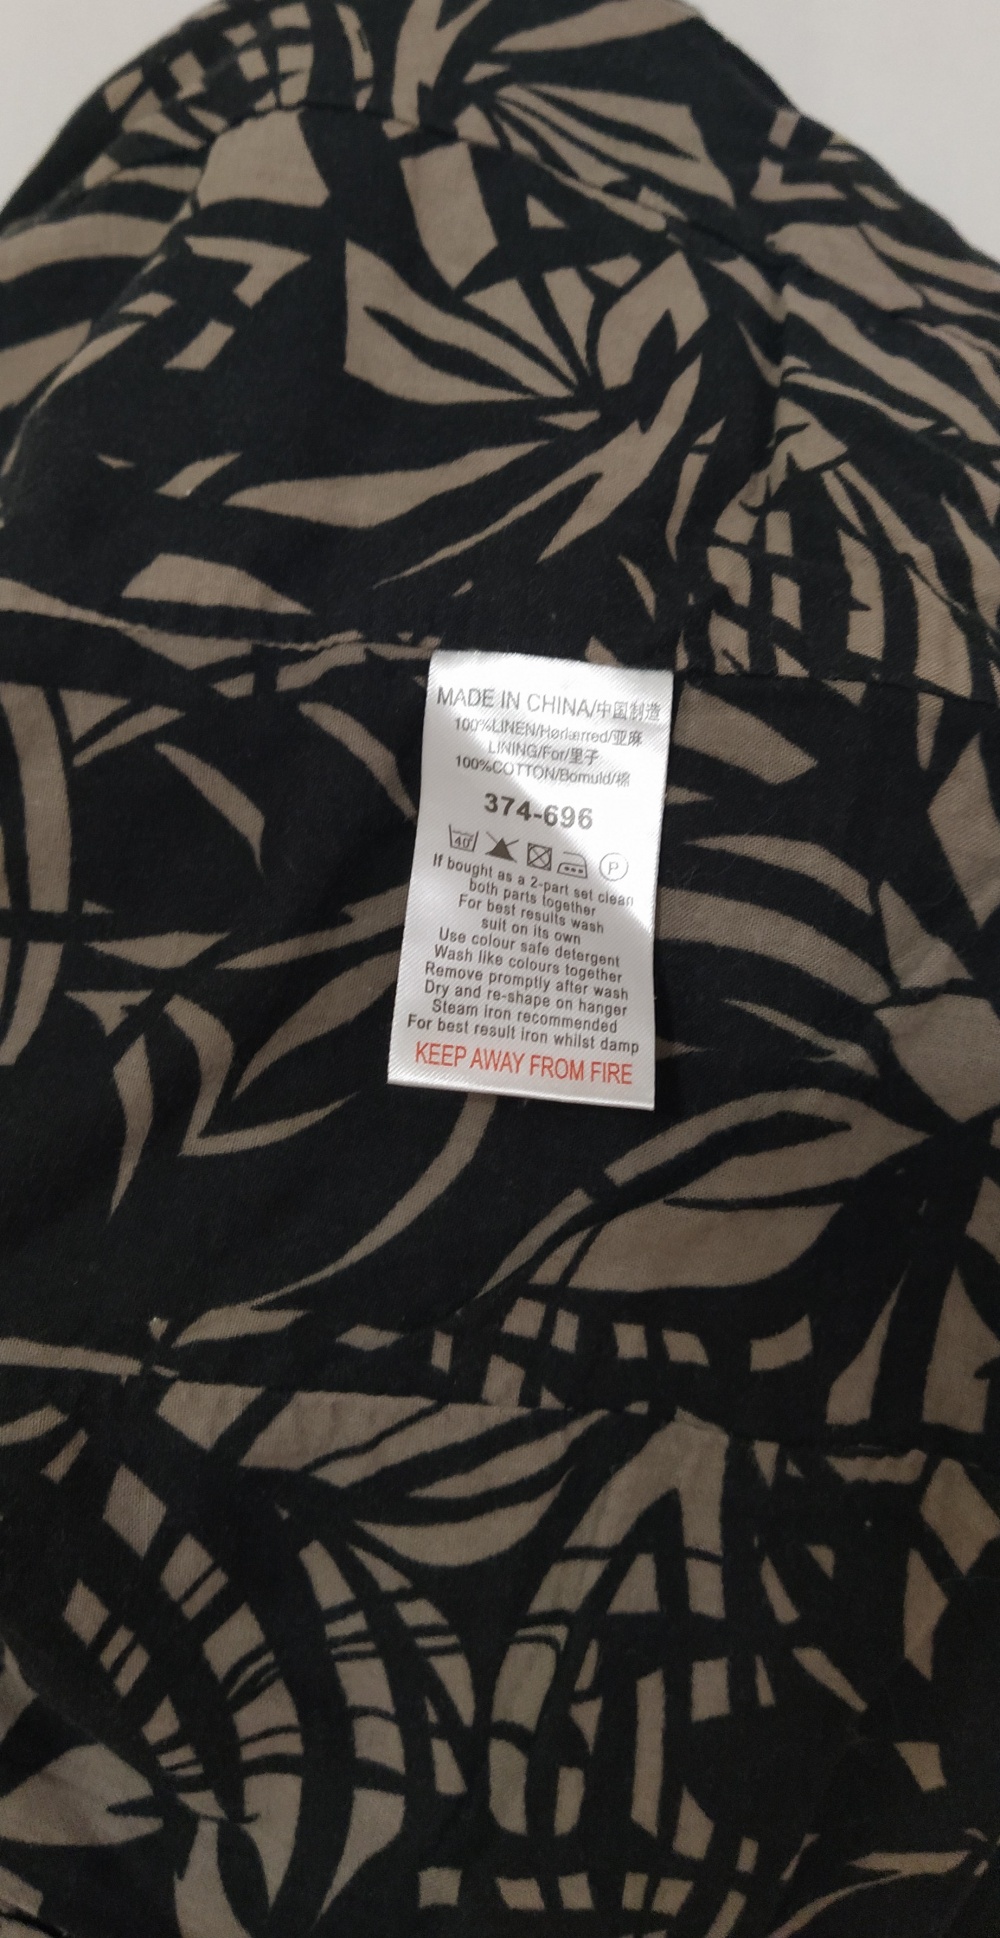 MADE IN CHINA/中国制造
100%LINEN/Hørlærred/亚麻
LINING/For/里子
100%COTTON/Bomuld/棉
374-696
40 P
If bought as a 2-part set clean
both parts together
For best results wash
suit on its own
Use colour safe detergent
Wash like colours together
Remove promptly after wash
Dry and re-shape on hanger
Steam iron recommended
For best result iron whilst damp
KEEP AWAY FROM FIRE